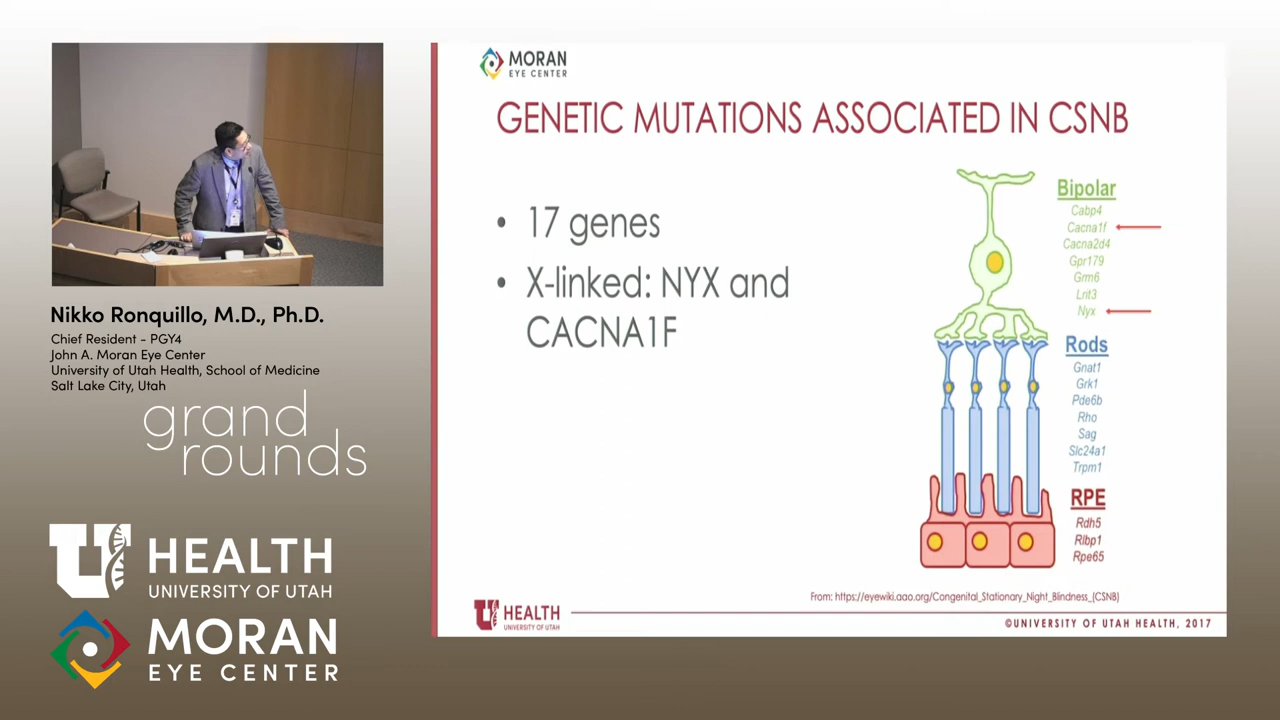 Nikko Ronquillo, M.D., Ph.D.
Chief Resident - PGY4
John A. Moran Eye Center
University of Utah Health, School of Medicine
Salt Lake City, Utah
grand
rounds
U HEALTH
UNIVERSITY OF UTAH
MORAN
EYE CENTER
MORAN
EYE CENTER
GENETIC MUTATIONS ASSOCIATED IN CSNB
• 17 genes
• X-linked: NYX and
CACNA1F
Bipolar
Cabp4
Cacna1f
Cacna2d4
Gpr179
Grm6
Lrit3
Nyx
Rods
Gnat1
Grk1
Pde6b
Rho
Sag
Slc24a1
Trpm1
RPE
Rdh5
Rlbp1
Rpe65
From: https://eyewiki.aao.org/Congenital_Stationary_Night_Blindness_(CSNB)
U HEALTH
UNIVERSITY OF UTAH
©UNIVERSITY OF UTAH HEALTH, 2017